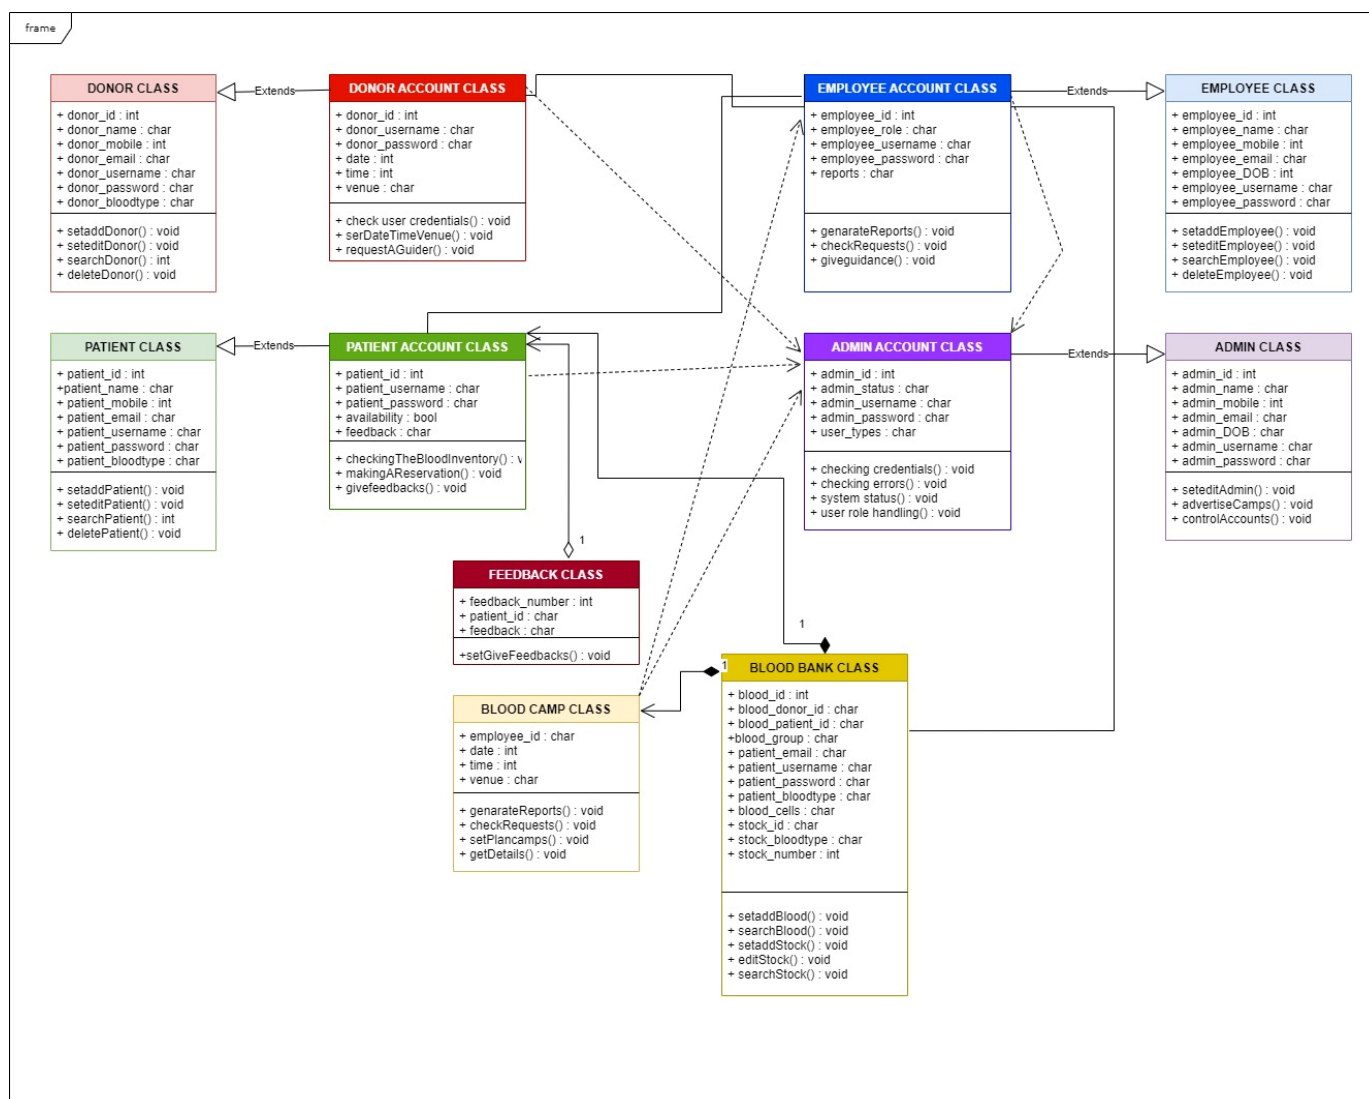 frame
DONOR CLASS
+ donor_id : int
+ donor_name : char
+ donor_mobile : int
+ donor_email : char
+ donor_username : char
+ donor_password : char
+ donor_bloodtype : char
+ setaddDonor() : void
+ seteditDonor() : void
+ searchDonor() : int
+ deleteDonor() : void
Extends
DONOR ACCOUNT CLASS
+ donor_id : int
+ donor_username : char
+ donor_password : char
+ date : int
+ time : int
+ venue : char
+ check user credentials() : void
+ serDateTimeVenue() : void
+ requestAGuider() : void
EMPLOYEE ACCOUNT CLASS
+ employee_id : int
+ employee_role : char
+ employee_username : char
+ employee_password : char
+ reports : char
+ genarateReports() : void
+ checkRequests() : void
+ giveguidance() : void
Extends
EMPLOYEE CLASS
+ employee_id : int
+ employee_name : char
+ employee_mobile : int
+ employee_email : char
+ employee_DOB : int
+ employee_username : char
+ employee_password : char
+ setaddEmployee() : void
+ seteditEmployee() : void
+ searchEmployee() : void
+ deleteEmployee() : void
PATIENT CLASS
+ patient_id : int
+patient_name : char
+ patient_mobile : int
+ patient_email : char
+ patient_username : char
+ patient_password : char
+ patient_bloodtype : char
+ setaddPatient() : void
+ seteditPatient() : void
+ searchPatient() : int
+ deletePatient() : void
Extends
PATIENT ACCOUNT CLASS
+ patient_id : int
+ patient_username : char
+ patient_password : char
+ availability : bool
+ feedback : char
+ checkingTheBloodInventory() : v
+ makingAReservation() : void
+ givefeedbacks() : void
ADMIN ACCOUNT CLASS
+ admin_id : int
+ admin_status : char
+ admin_username : char
+ admin_password : char
+ user_types : char
+ checking credentials() : void
+ checking errors() : void
+ system status() : void
+ user role handling() : void
Extends
ADMIN CLASS
+ admin_id : int
+ admin_name : char
+ admin_mobile : int
+ admin_email : char
+ admin_DOB : char
+ admin_username : char
+ admin_password : char
+ seteditAdmin() : void
+ advertiseCamps() : void
+ controlAccounts() : void
1
FEEDBACK CLASS
+ feedback_number : int
+ patient_id : char
+ feedback : char
+setGiveFeedbacks() : void
1
1
BLOOD CAMP CLASS
+ employee_id : char
+ date : int
+ time : int
+ venue : char
+ genarateReports() : void
+ checkRequests() : void
+ setPlancamps() : void
+ getDetails() : void
BLOOD BANK CLASS
+ blood_id : int
+ blood_donor_id : char
+ blood_patient_id : char
+blood_group : char
+ patient_email : char
+ patient_username : char
+ patient_password : char
+ patient_bloodtype : char
+ blood_cells : char
+ stock_id : char
+ stock_bloodtype : char
+ stock_number : int
+ setaddBlood() : void
+ searchBlood() : void
+ setaddStock() : void
+ editStock() : void
+ searchStock() : void